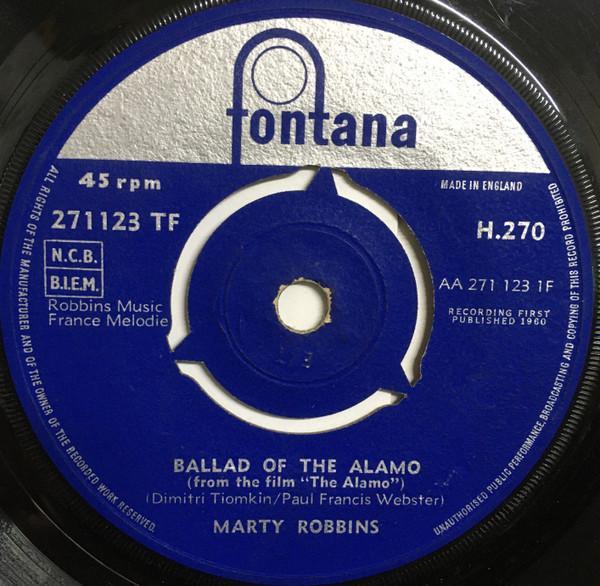 fontana
45 rpm
MADE IN ENGLAND
271123 TF
H.270
N.C.B.
B.I.E.M.
AA 271 123 1F
Robbins Music
France Melodie
RECORDING FIRST
PUBLISHED 1960
BALLAD OF THE ALAMO
(from the film "The Alamo")
(Dimitri Tiomkin/Paul Francis Webster)
MARTY ROBBINS
ALL RIGHTS OF THE MANUFACTURER AND OF THE OWNER OF THE RECORDED WORK RESERVED.
UNAUTHORISED PUBLIC PERFORMANCE, BROADCASTING AND COPYING OF THIS RECORD PROHIBITED